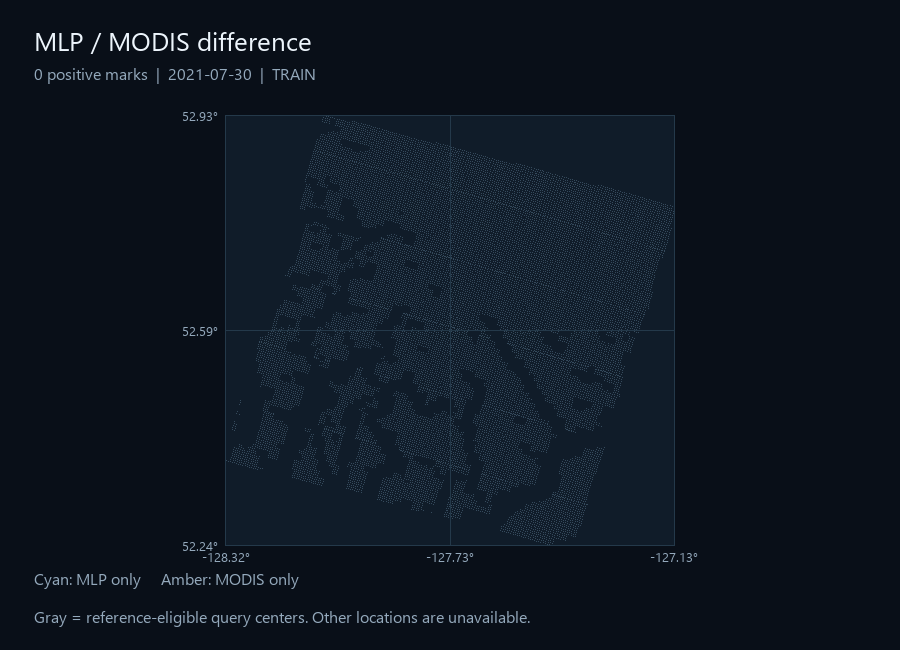 MLP / MODIS difference
0 positive marks | 2021-07-30 | TRAIN
52.93°
52.59°
52.24°
-128.32° -127.73° -127.13°
Cyan: MLP only Amber: MODIS only
Gray = reference-eligible query centers. Other locations are unavailable.